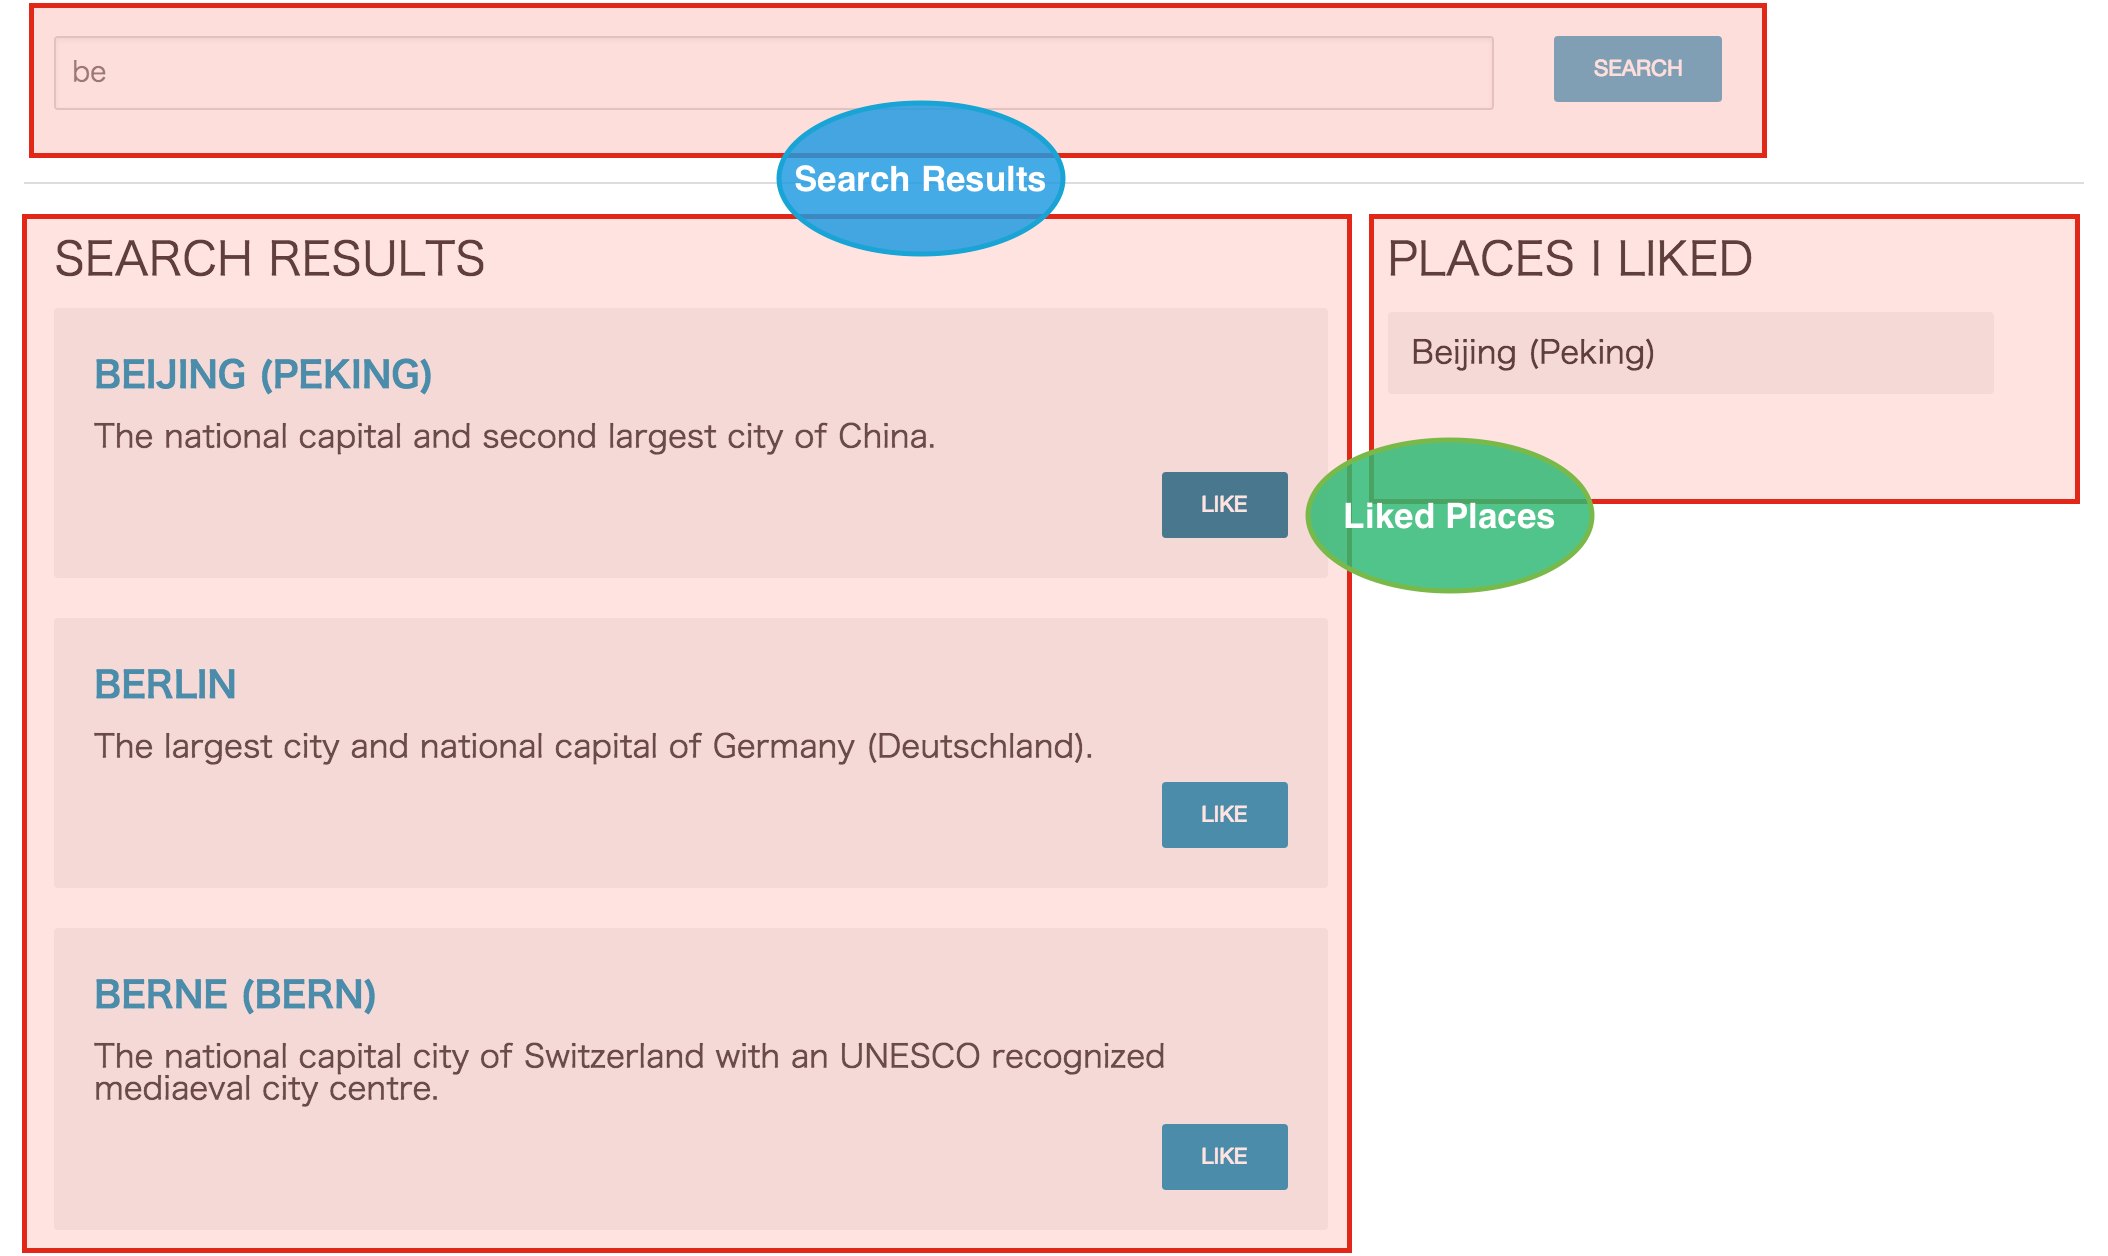 be
SEARCH
Search Results
SEARCH RESULTS
BEIJING (PEKING)
The national capital and second largest city of China.
LIKE
BERLIN
The largest city and national capital of Germany (Deutschland).
LIKE
BERNE (BERN)
The national capital city of Switzerland with an UNESCO recognized
mediaeval city centre.
LIKE
PLACES I LIKED
Beijing (Peking)
Liked Places